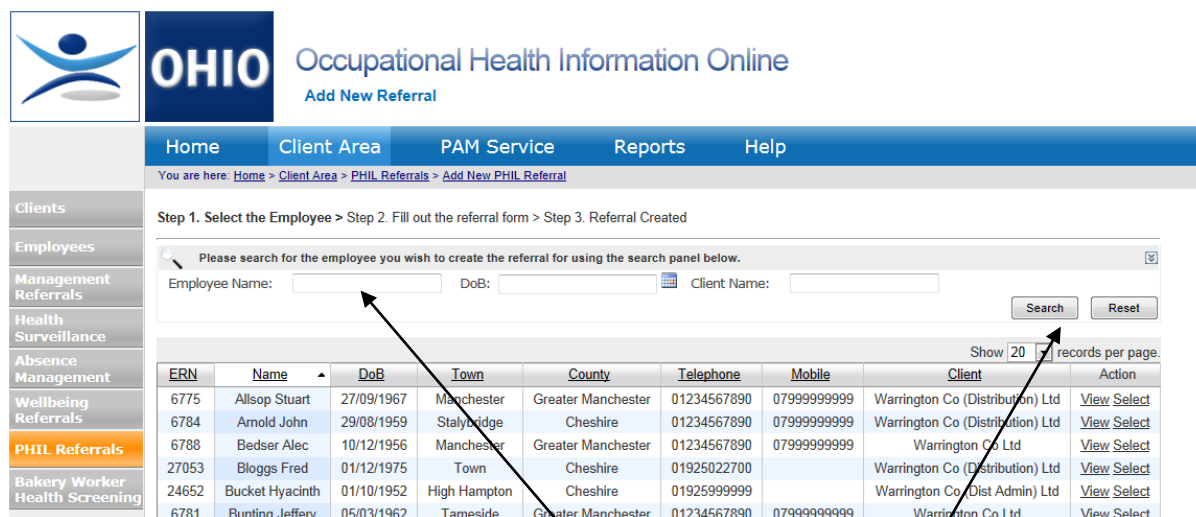 OHIO
Occupational Health Information Online
Add New Referral
Home Client Area PAM Service Reports Help
You are here: Home > Client Area > PHIL Referrals > Add New PHIL Referral
Clients
Employees
Management
Referrals
Health
Surveillance
Absence
Management
Wellbeing
Referrals
PHIL Referrals
Bakery Worker
Health Screening
Step 1. Select the Employee > Step 2. Fill out the referral form > Step 3. Referral Created
Please search for the employee you wish to create the referral for using the search panel below.
Employee Name: DoB: Client Name:
Search Reset
Show 20 records per page.
ERN Name DoB Town County Telephone Mobile Client Action
6775 Allsop Stuart 27/09/1967 Manchester Greater Manchester 01234567890 07999999999 Warrington Co (Distribution) Ltd View Select
6784 Arnold John 29/08/1959 Stalybridge Cheshire 01234567890 07999999999 Warrington Co (Distribution) Ltd View Select
6788 Bedser Alec 10/12/1956 Manchester Greater Manchester 01234567890 07999999999 Warrington Co Ltd View Select
27053 Bloggs Fred 01/12/1975 Town Cheshire 01925022700 Warrington Co (Distribution) Ltd View Select
24652 Bucket Hyacinth 01/10/1952 High Hampton Cheshire 01925999999 Warrington Co (Dist Admin) Ltd View Select
6781 Bunting Jeffery 05/03/1962 Tameside Greater Manchester 01234567890 07999999999 Warrington Co Ltd View Select